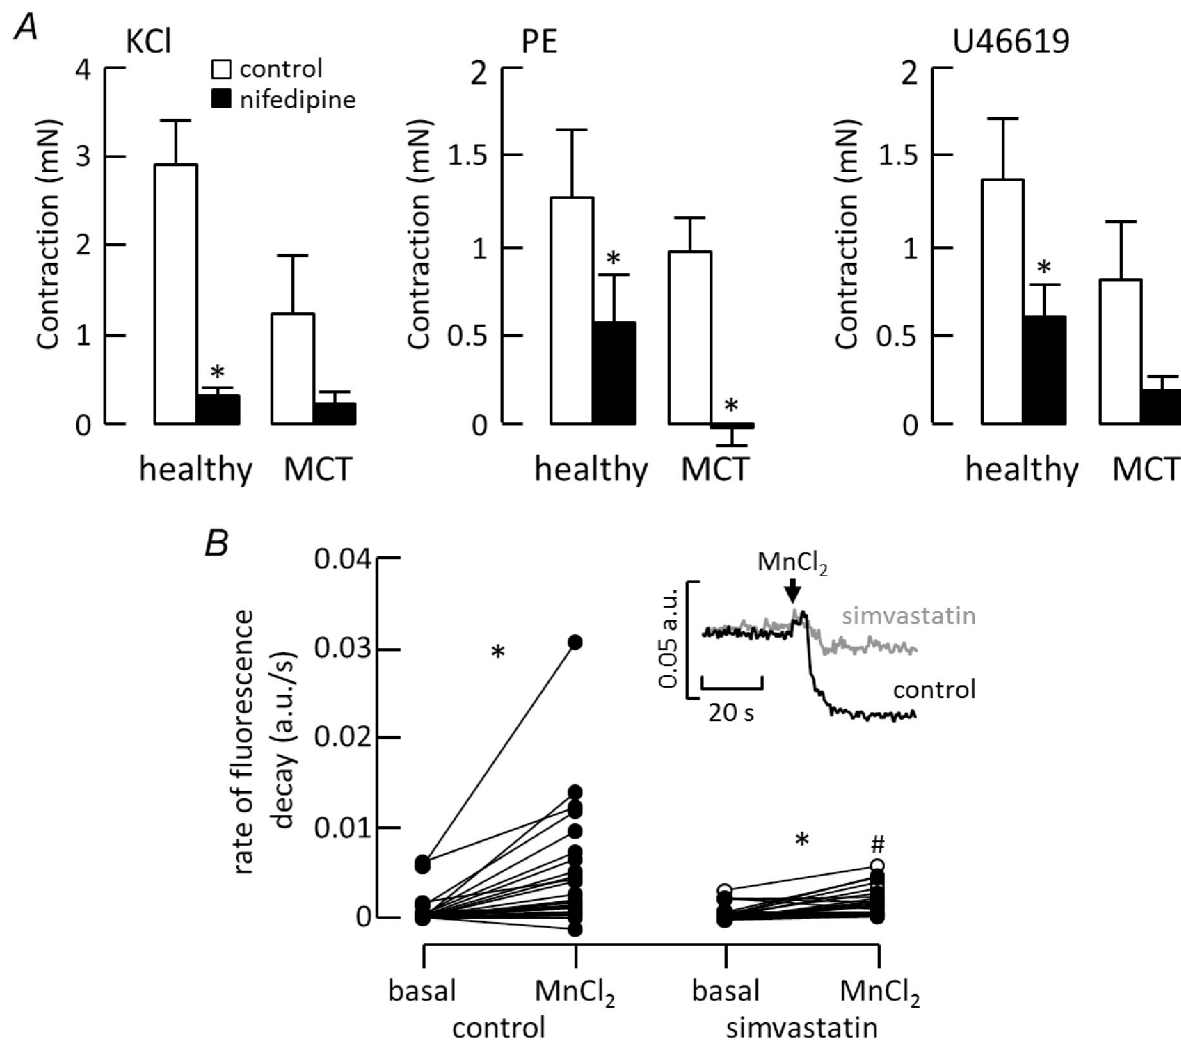 A
KCl
PE
U46619
control
nifedipine
Contraction (mN)
4
3
2
1
0
*
healthy MCT
Contraction (mN)
2
1.5
1
0.5
0
*
*
healthy MCT
Contraction (mN)
2
1.5
1
0.5
0
*
healthy MCT
B
rate of fluorescence
decay (a.u./s)
0.04
0.03
0.02
0.01
0
*
*
#
MnCl₂
simvastatin
control
0.05 a.u.
20 s
basal MnCl₂ basal MnCl₂
control simvastatin